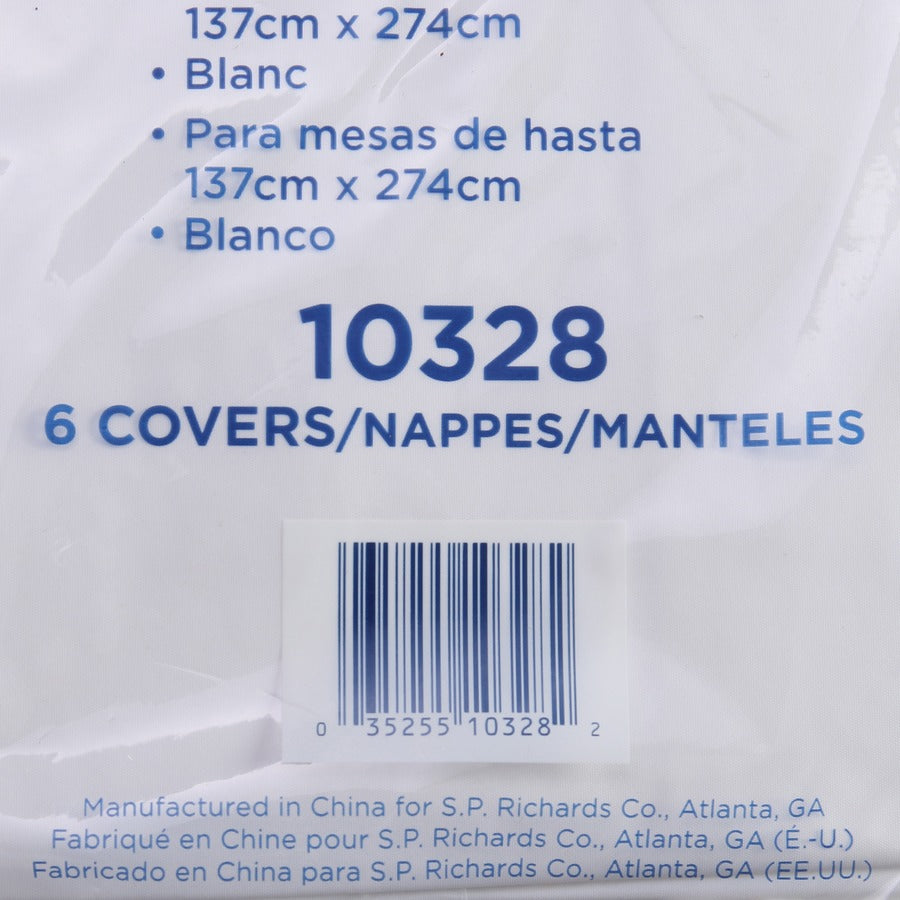 137cm x 274cm
• Blanc
• Para mesas de hasta
137cm x 274cm
• Blanco
10328
6 COVERS/NAPPES/MANTELES
0 35255 10328 2
Manufactured in China for S.P. Richards Co., Atlanta, GA
Fabriqué en Chine pour S.P. Richards Co., Atlanta, GA (É.-U.)
Fabricado en China para S.P. Richards Co., Atlanta, GA (EE.UU.)